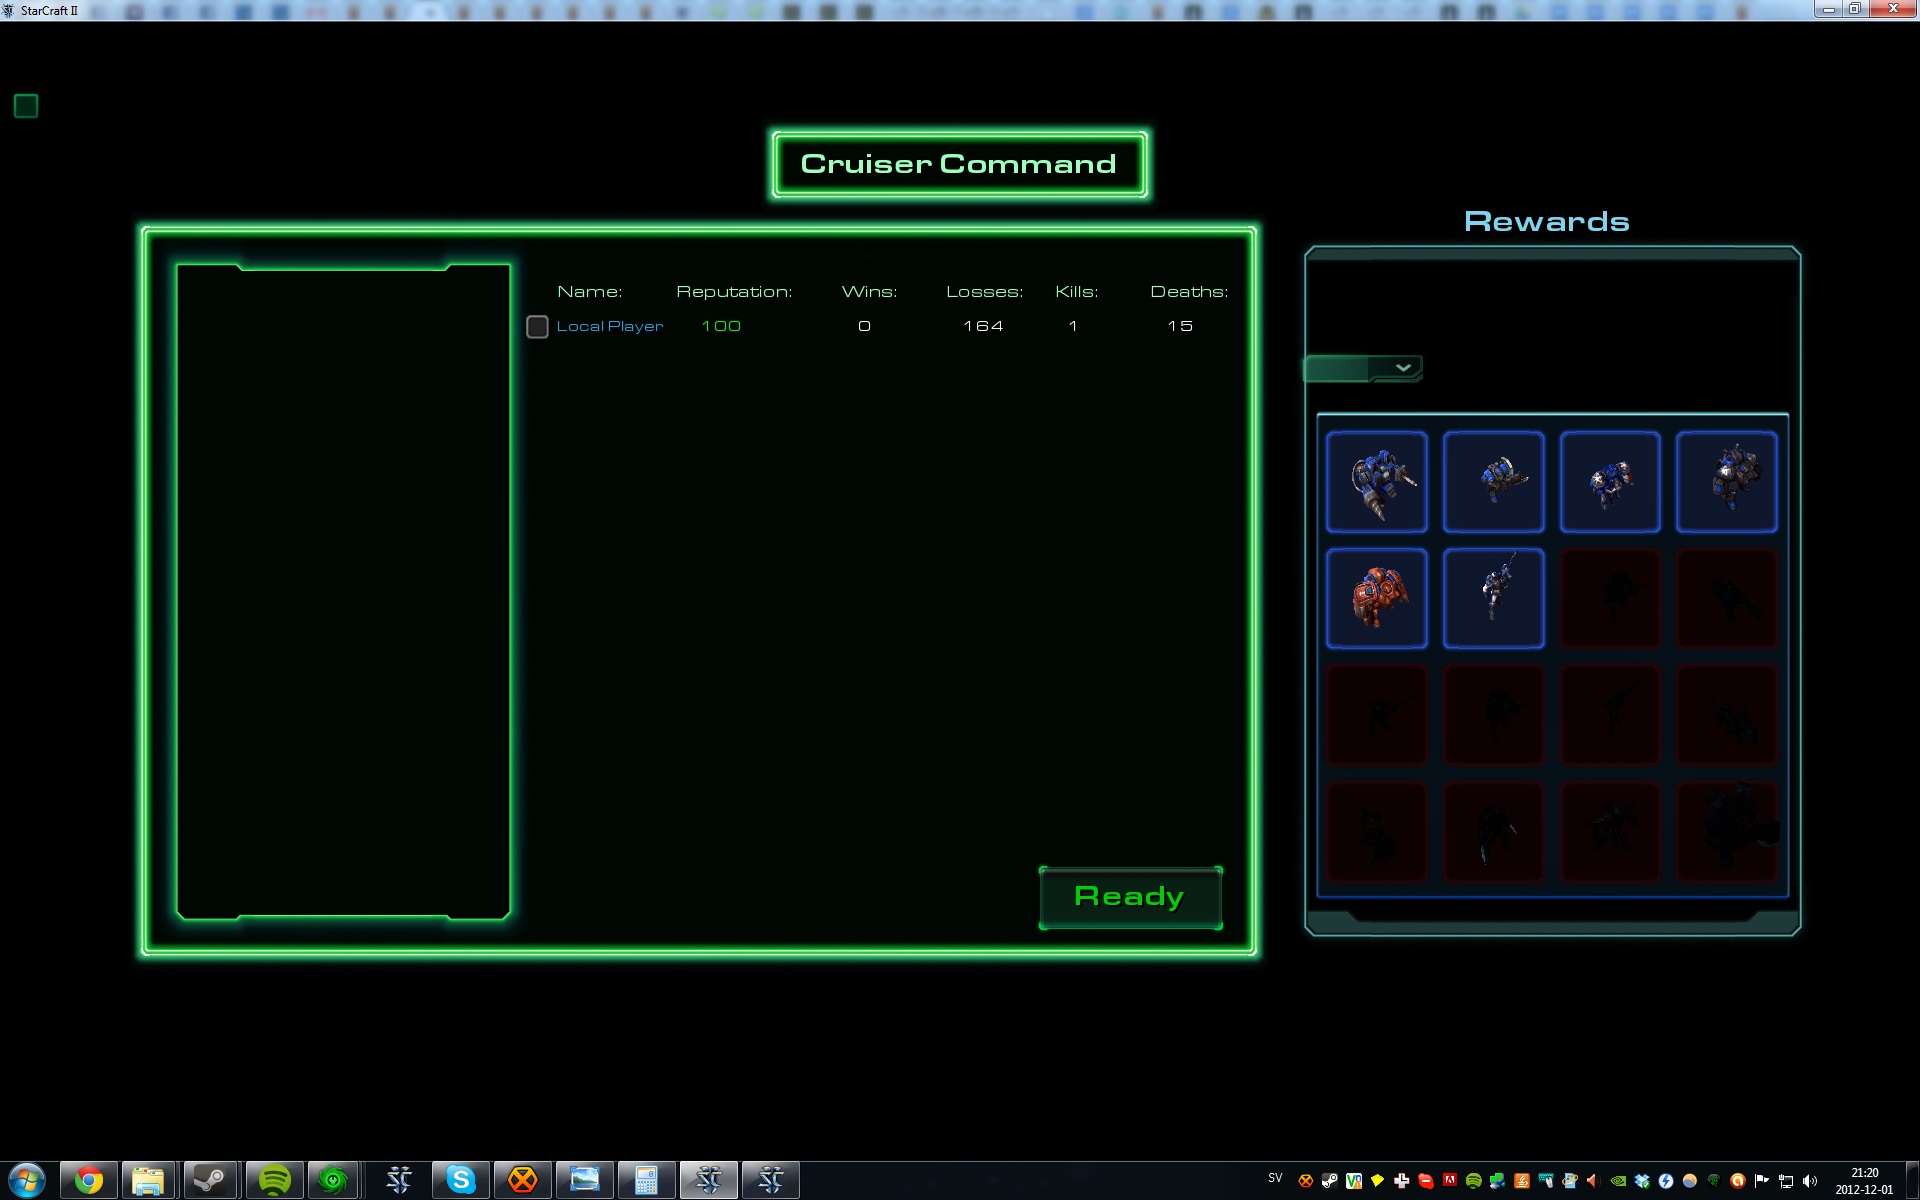 StarCraft II
Cruiser Command
Rewards
Name: Reputation: Wins: Losses: Kills: Deaths:
Local Player 100 0 164 1 15
Ready
SV
21:20
2012-12-01